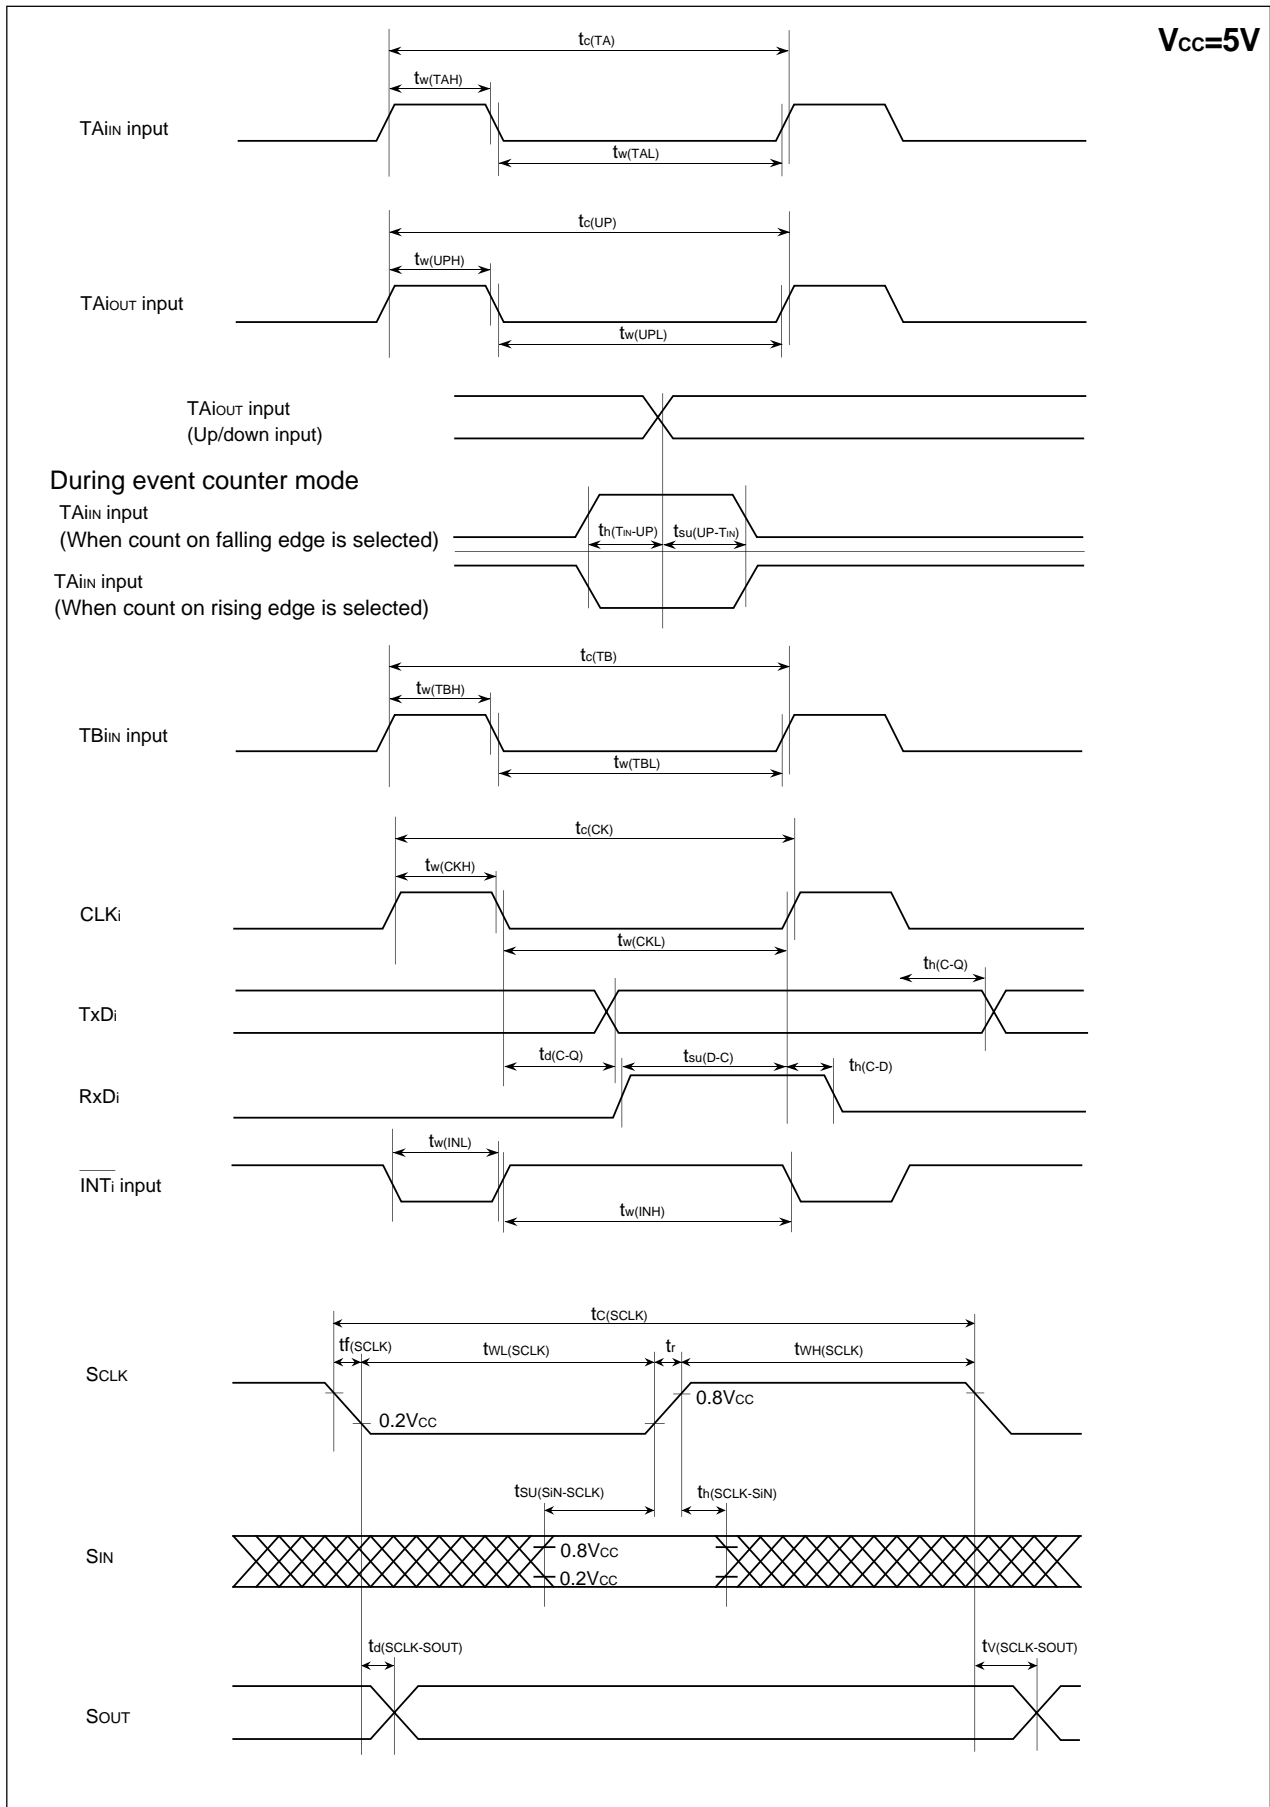 VCC=5V
tc(TA)
tw(TAH)
TAiIN input
tw(TAL)
tc(UP)
tw(UPH)
TAiOUT input
tw(UPL)
TAiOUT input
(Up/down input)
During event counter mode
TAiIN input
(When count on falling edge is selected)
th(TIN-UP) tsu(UP-TIN)
TAiIN input
(When count on rising edge is selected)
tc(TB)
tw(TBH)
TBiIN input
tw(TBL)
tc(CK)
tw(CKH)
CLKi
tw(CKL)
th(C-Q)
TxDi
td(C-Q) tsu(D-C) th(C-D)
RxDi
tw(INL)
INTi input
tw(INH)
tC(SCLK)
tf(SCLK) tWL(SCLK) tr tWH(SCLK)
SCLK
0.8VCC
0.2VCC
tSU(SiN-SCLK) th(SCLK-SiN)
SIN
0.8VCC
0.2VCC
td(SCLK-SOUT) tV(SCLK-SOUT)
SOUT